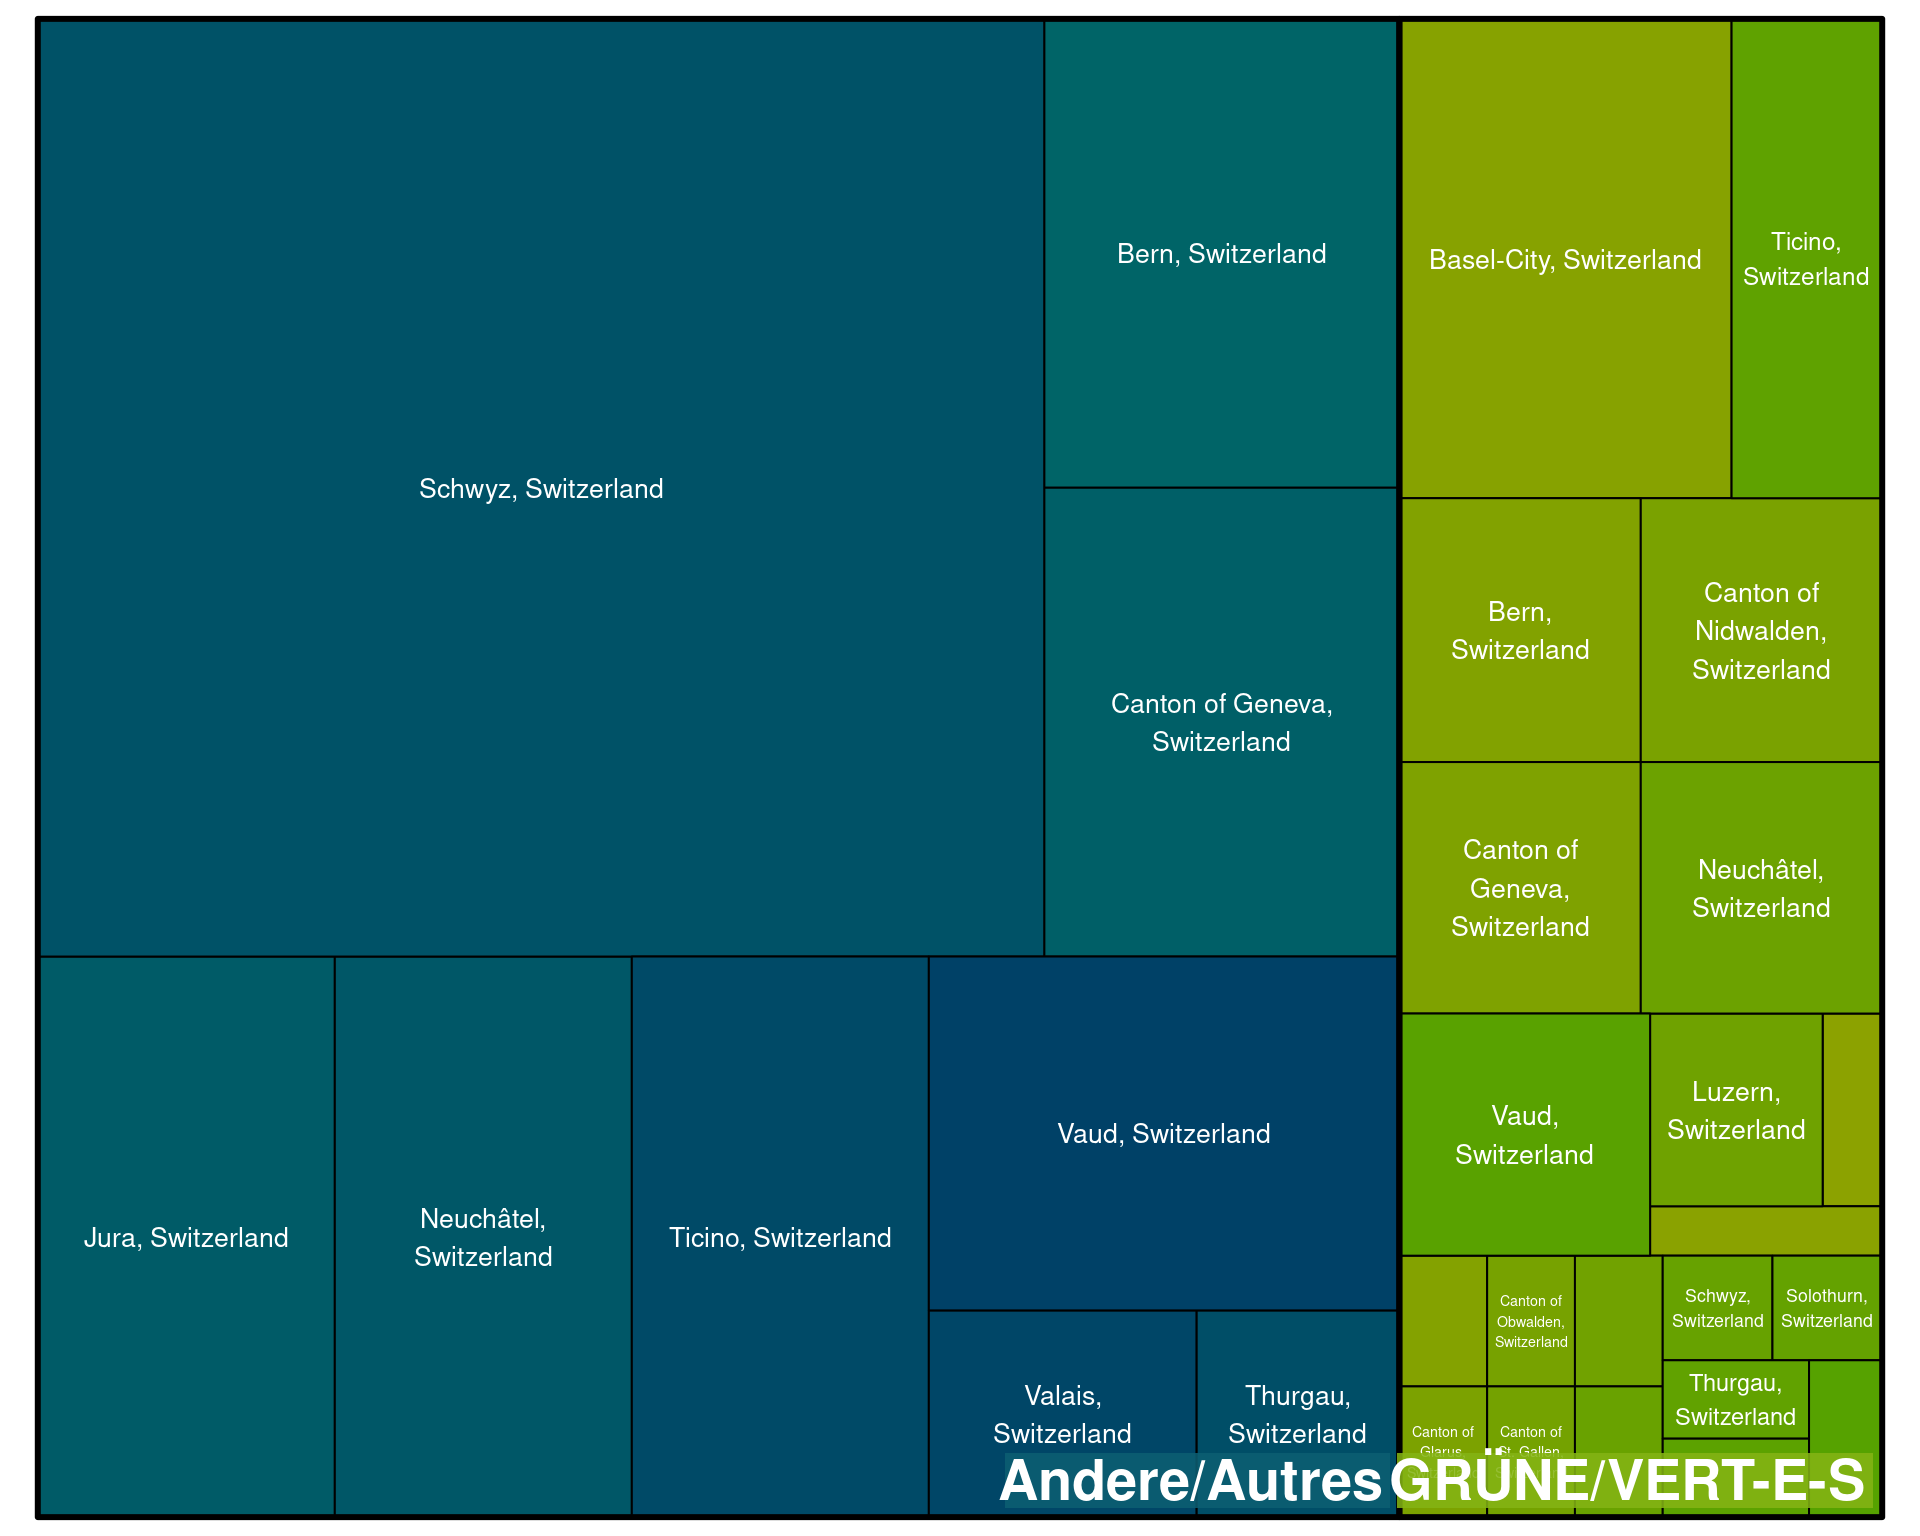 Schwyz, Switzerland
Bern, Switzerland
Canton of Geneva,
Switzerland
Jura, Switzerland
Neuchâtel,
Switzerland
Ticino, Switzerland
Vaud, Switzerland
Valais,
Switzerland
Thurgau,
Switzerland
Basel-City, Switzerland
Ticino,
Switzerland
Bern,
Switzerland
Canton of
Nidwalden,
Switzerland
Canton of
Geneva,
Switzerland
Neuchâtel,
Switzerland
Vaud,
Switzerland
Luzern,
Switzerland
Canton of
Obwalden,
Switzerland
Schwyz,
Switzerland
Solothurn,
Switzerland
Thurgau,
Switzerland
Canton of
Glarus,
Canton of
St. Gallen,
Andere/Autres
GRÜNE/VERT-E-S